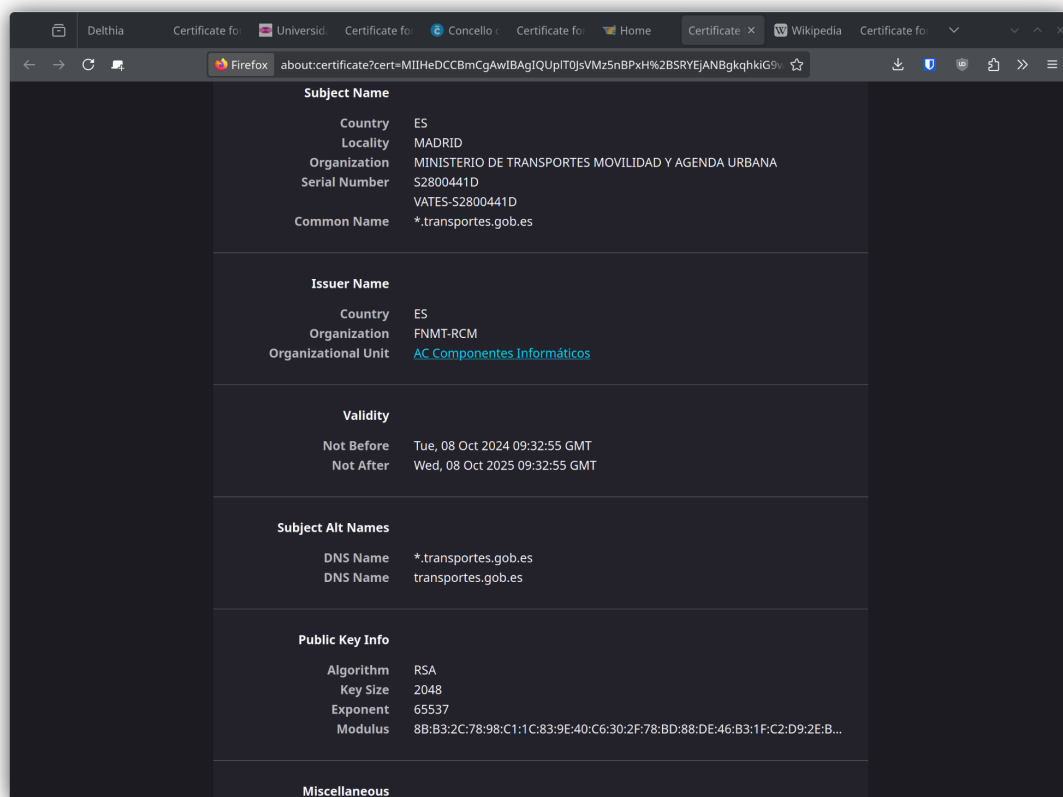 Delthia Certificate fo Universid Certificate fo Concello Certificate fo Home Certificate Wikipedia Certificate fo
Firefox about:certificate?cert=MIIHeDCCBmCgAwIBAgIQUplT0JsVMz5nBPxH%2BSRYEjANBgkqhkiG9w
Subject Name
Country ES
Locality MADRID
Organization MINISTERIO DE TRANSPORTES MOVILIDAD Y AGENDA URBANA
Serial Number S2800441D
VATES-S2800441D
Common Name *.transportes.gob.es
Issuer Name
Country ES
Organization FNMT-RCM
Organizational Unit AC Componentes Informáticos
Validity
Not Before Tue, 08 Oct 2024 09:32:55 GMT
Not After Wed, 08 Oct 2025 09:32:55 GMT
Subject Alt Names
DNS Name *.transportes.gob.es
DNS Name transportes.gob.es
Public Key Info
Algorithm RSA
Key Size 2048
Exponent 65537
Modulus 8B:B3:2C:78:98:C1:1C:83:9E:40:C6:30:2F:78:BD:88:DE:46:B3:1F:C2:D9:2E:B...
Miscellaneous